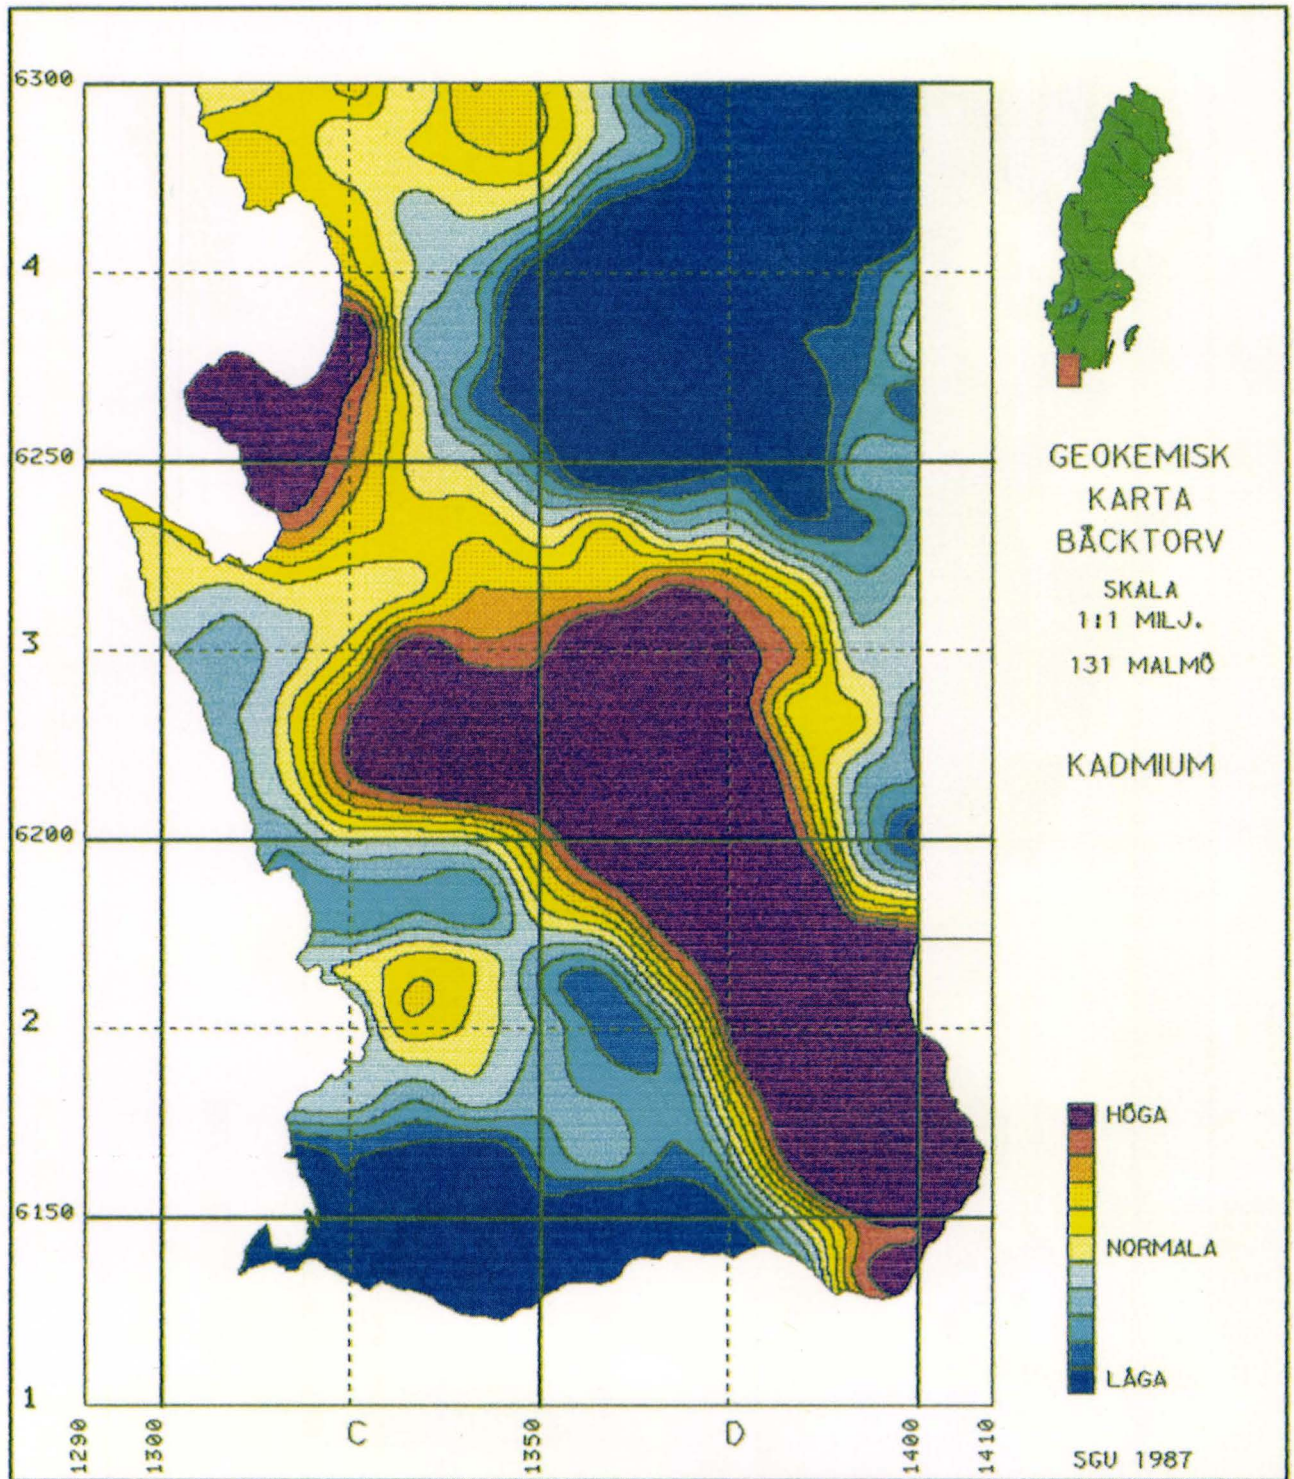 6300
4
6250
3
6200
2
6150
1
1290
1300
C
1350
D
1400
1410
GEOKEMISK
KARTA
BÄCKTORV
SKALA
1:1 MILJ.
131 MALMÖ
KADMIUM
HÖGA
NORMALA
LÅGA
SGU 1987